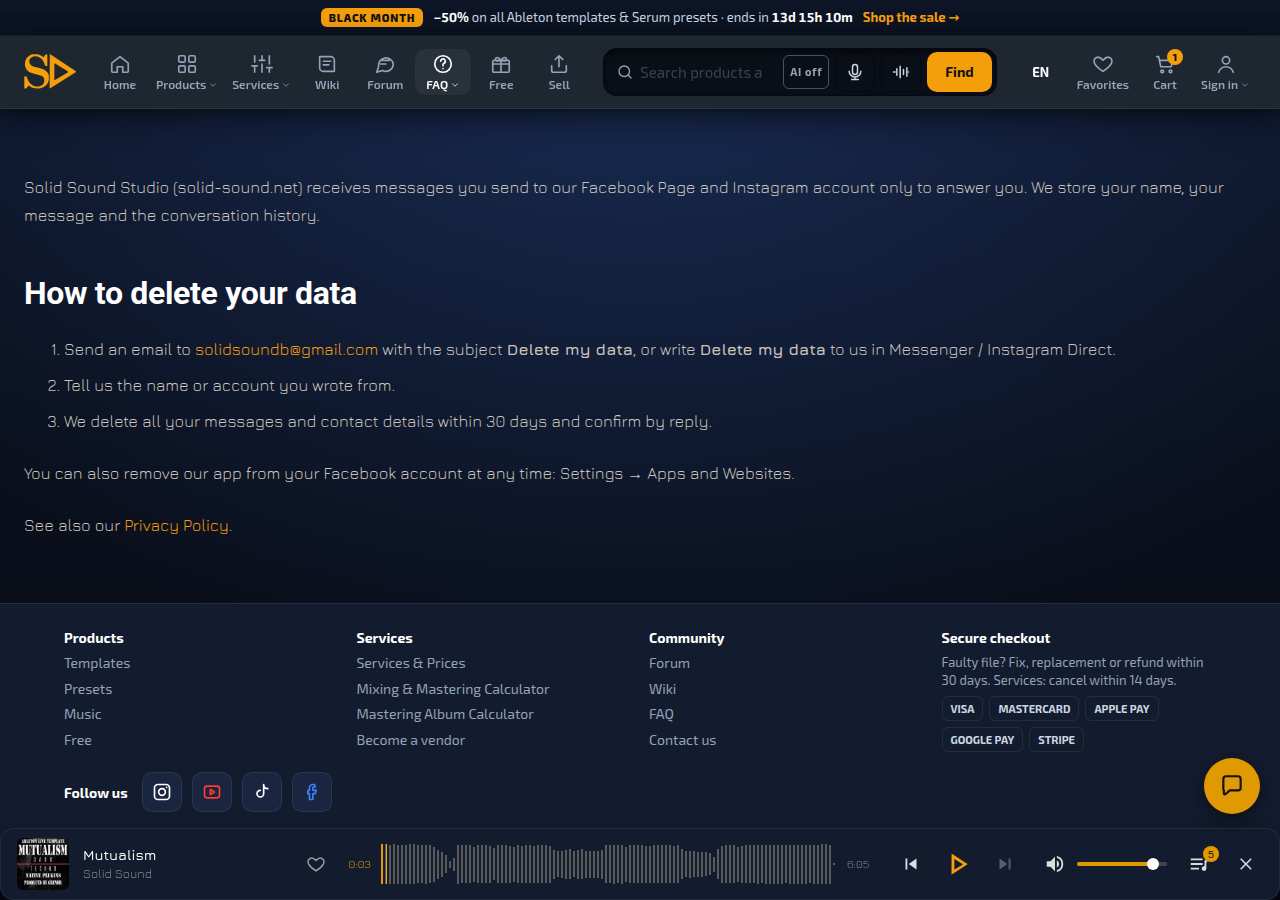 BLACK MONTH −50% on all Ableton templates & Serum presets · ends in 13d 15h 10m Shop the sale →
Home Products Services Wiki Forum FAQ Free Sell Search products a AI off Find EN Favorites Cart 1 Sign in
Solid Sound Studio (solid-sound.net) receives messages you send to our Facebook Page and Instagram account only to answer you. We store your name, your
message and the conversation history.
How to delete your data
1. Send an email to solidsoundb@gmail.com with the subject Delete my data, or write Delete my data to us in Messenger / Instagram Direct.
2. Tell us the name or account you wrote from.
3. We delete all your messages and contact details within 30 days and confirm by reply.
You can also remove our app from your Facebook account at any time: Settings → Apps and Websites.
See also our Privacy Policy.
Products
Templates
Presets
Music
Free
Services
Services & Prices
Mixing & Mastering Calculator
Mastering Album Calculator
Become a vendor
Community
Forum
Wiki
FAQ
Contact us
Secure checkout
Faulty file? Fix, replacement or refund within
30 days. Services: cancel within 14 days.
VISA MASTERCARD APPLE PAY
GOOGLE PAY STRIPE
Follow us
MUTUALISM
Mutualism
Solid Sound
0:03
6:05
5